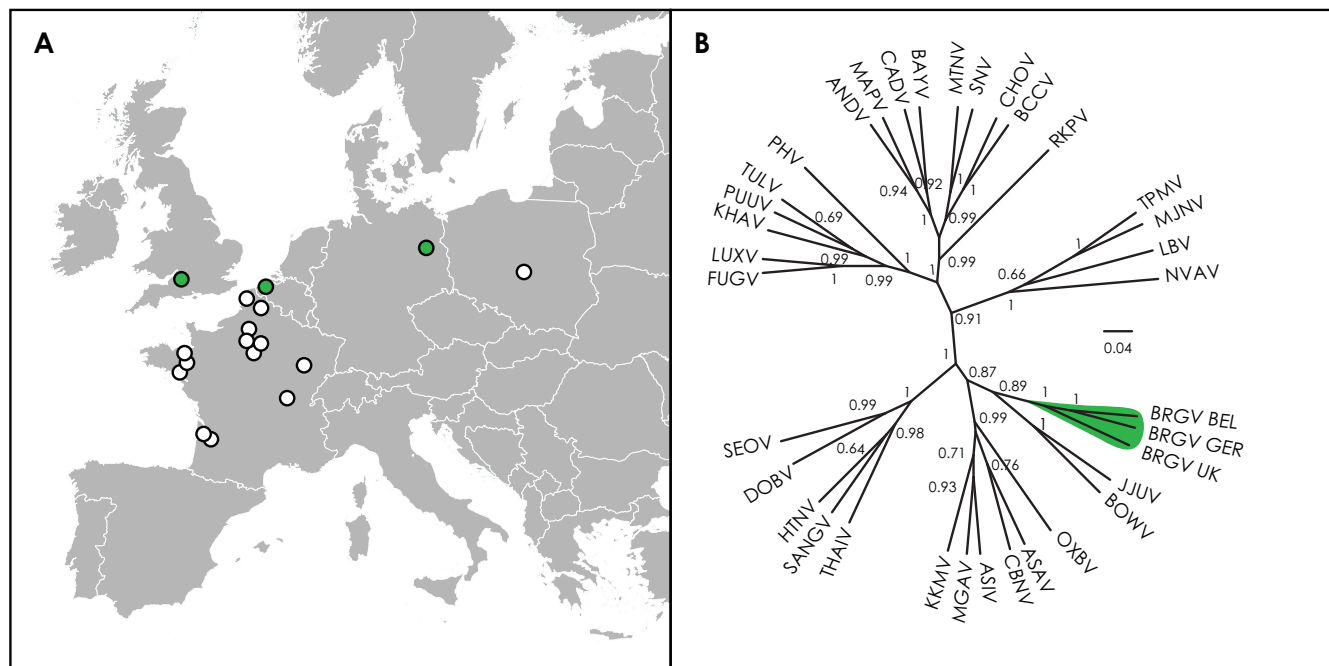 A
B
ANDV
MAPV
CADV
BAYV
MTNV
SNV
CHOV
BCCV
RKPV
PHV
TULV
PUUV
KHAV
LUXV
FUGV
TPMV
MJNV
LBV
NVAV
0.94
0.92
1
1
1
0.99
0.69
0.99
1
0.99
1
1
0.99
1
0.66
1
0.91
0.04
1
0.87
0.89
1
1
BRGV BEL
BRGV GER
BRGV UK
1
JJUV
BOWV
0.99
1
0.99
0.98
0.64
0.71
0.76
0.93
SEOV
DOBV
HTNV
SANGV
THAIV
KKMV
MGAV
ASIV
CBNV
ASAV
OXBV